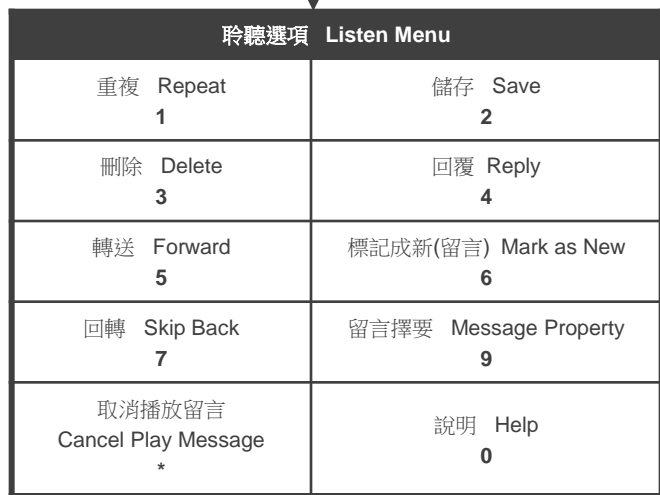 聆聽選項 Listen Menu
重複 Repeat
1
儲存 Save
2
刪除 Delete
3
回覆 Reply
4
轉送 Forward
5
標記成新(留言) Mark as New
6
回轉 Skip Back
7
留言擇要 Message Property
9
取消播放留言
Cancel Play Message
*
說明 Help
0